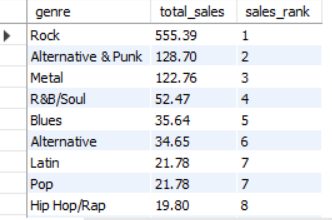 genre total_sales sales_rank
Rock 555.39 1
Alternative & Punk 128.70 2
Metal 122.76 3
R&B/Soul 52.47 4
Blues 35.64 5
Alternative 34.65 6
Latin 21.78 7
Pop 21.78 7
Hip Hop/Rap 19.80 8